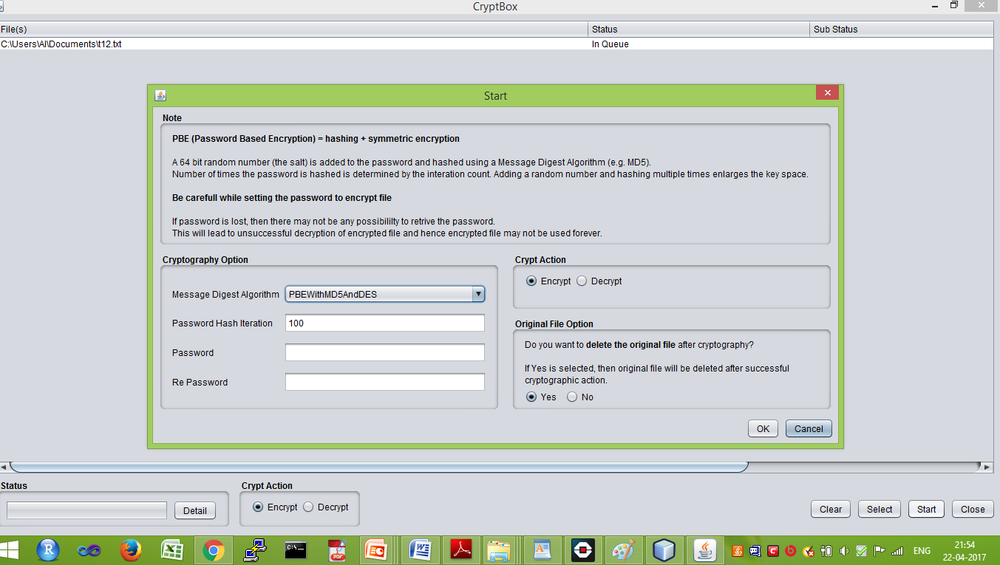 CryptBox
File(s) Status Sub Status
C:\Users\Al\Documents\t12.txt In Queue
Start
Note
PBE (Password Based Encryption) = hashing + symmetric encryption
A 64 bit random number (the salt) is added to the password and hashed using a Message Digest Algorithm (e.g. MD5).
Number of times the password is hashed is determined by the interation count. Adding a random number and hashing multiple times enlarges the key space.
Be carefull while setting the password to encrypt file
If password is lost, then there may not be any possibililty to retrive the password.
This will lead to unsuccessful decryption of encrypted file and hence encrypted file may not be used forever.
Cryptography Option
Message Digest Algorithm PBEWithMD5AndDES
Password Hash Iteration 100
Password
Re Password
Crypt Action
Encrypt Decrypt
Original File Option
Do you want to delete the original file after cryptography?
If Yes is selected, then original file will be deleted after successful
cryptographic action.
Yes No
OK Cancel
Status
Detail
Crypt Action
Encrypt Decrypt
Clear Select Start Close
ENG
21:54
22-04-2017